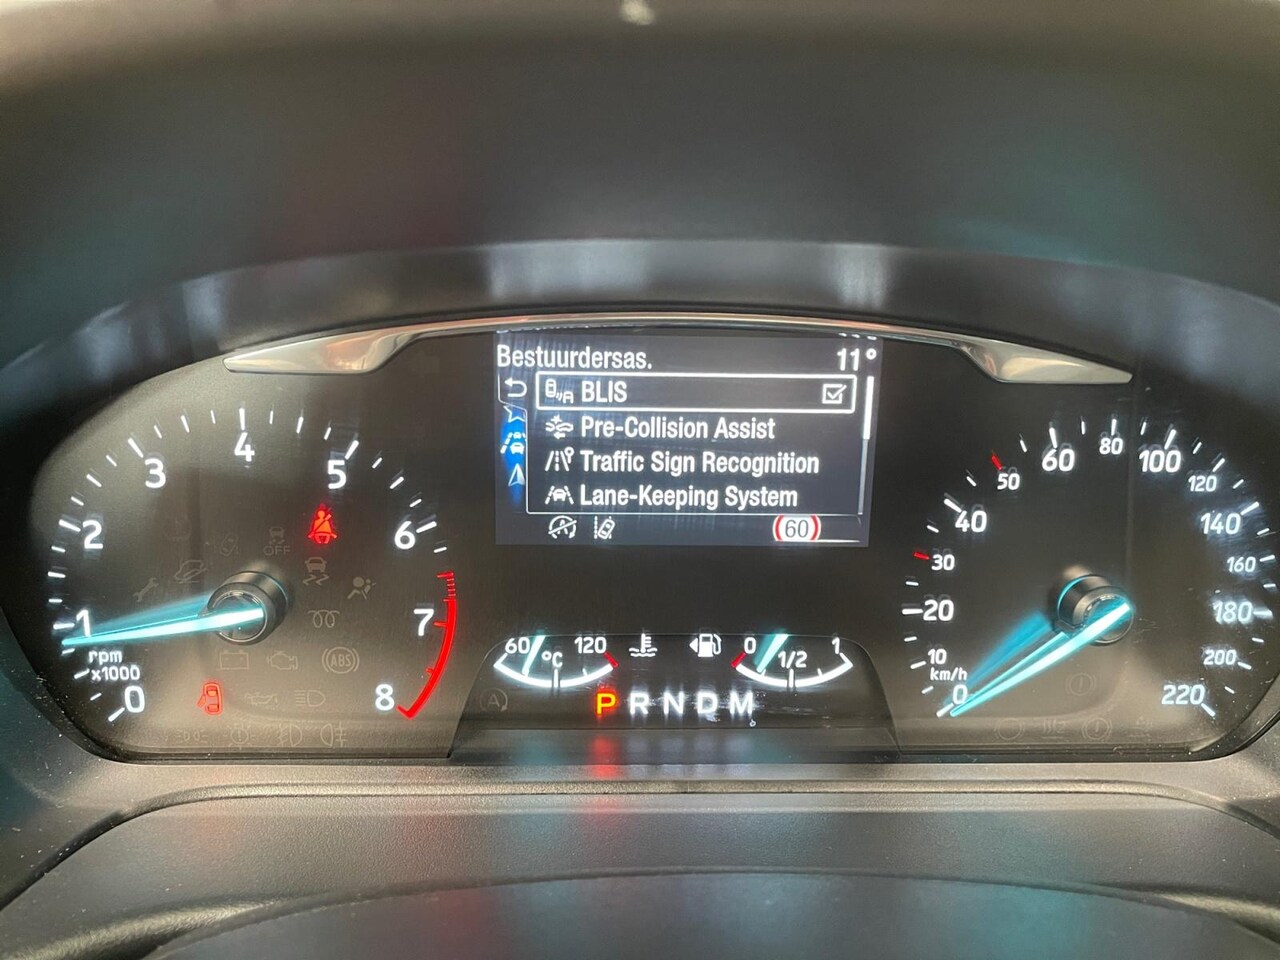 Bestuurdersas. 11°
BLIS
Pre-Collision Assist
Traffic Sign Recognition
Lane-Keeping System
60
0 1 2 3 4 5 6 7 8
rpm
x1000
OFF
ABS
60 °C 120
0 1/2 1
P R N D M
0 10 20 30 40 50 60 80 100 120 140 160 180 200 220
km/h